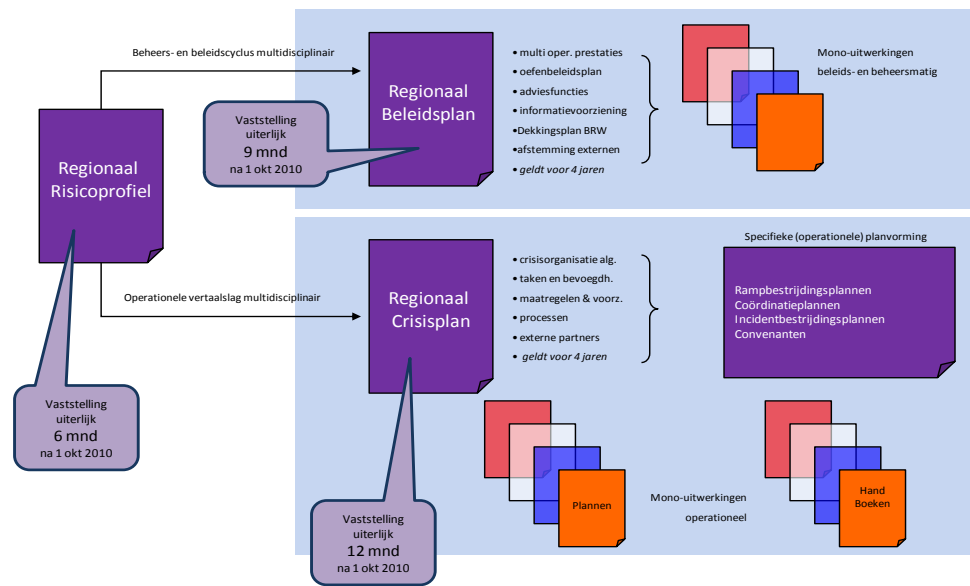 Beheers- en beleidscyclus multidisciplinair
Regionaal
Beleidsplan
• multi oper. prestaties
• oefenbeleidsplan
• adviesfuncties
• informatievoorziening
•Dekkingsplan BRW
•afstemming externen
• geldt voor 4 jaren
Mono-uitwerkingen
beleids- en beheersmatig
Vaststelling
uiterlijk
9 mnd
na 1 okt 2010
Regionaal
Risicoprofiel
Operationele vertaalslag multidisciplinair
Regionaal
Crisisplan
• crisisorganisatie alg.
• taken en bevoegdh.
• maatregelen & voorz.
• processen
• externe partners
• geldt voor 4 jaren
Specifieke (operationele) planvorming
Rampbestrijdingsplannen
Coördinatieplannen
Incidentbestrijdingsplannen
Convenanten
Vaststelling
uiterlijk
6 mnd
na 1 okt 2010
Vaststelling
uiterlijk
12 mnd
na 1 okt 2010
Plannen
Mono-uitwerkingen
operationeel
Hand
Boeken